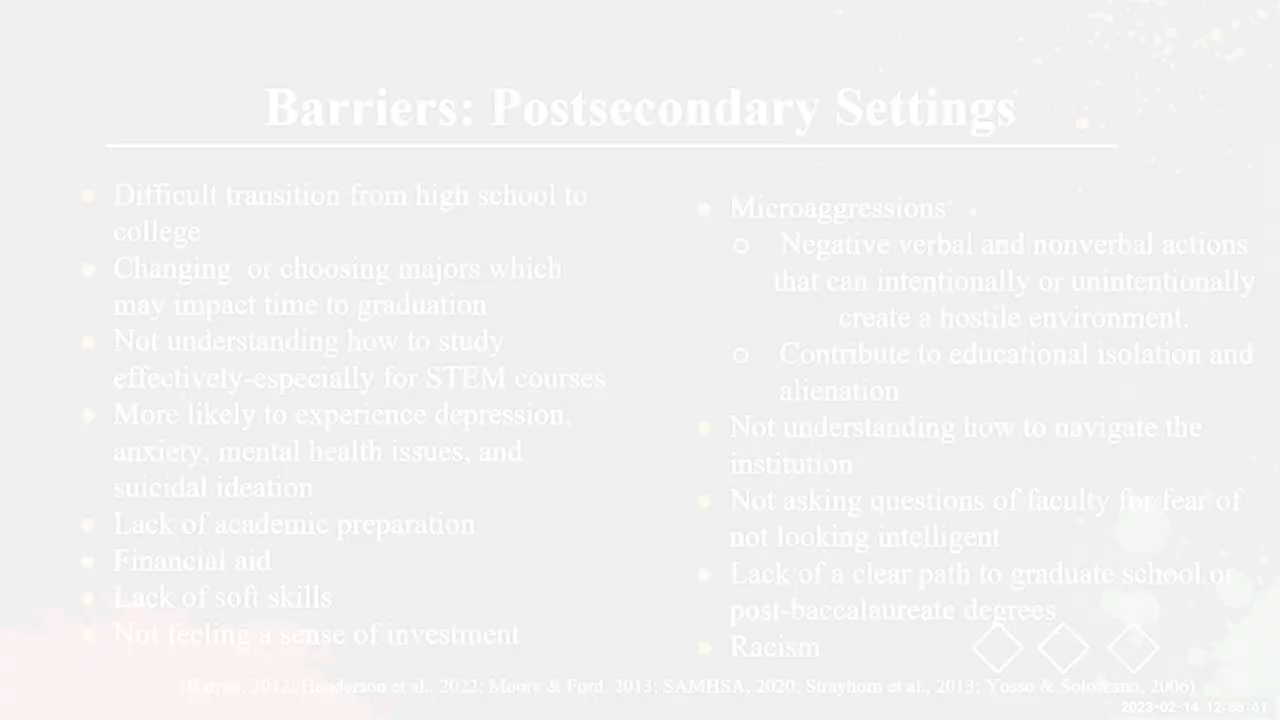 Barriers: Postsecondary Settings
Difficult transition from high school to
college
Changing or choosing majors which
may impact time to graduation
Not understanding how to study
effectively-especially for STEM courses
More likely to experience depression,
anxiety, mental health issues, and
suicidal ideation
Lack of academic preparation
Financial aid
Lack of soft skills
Not feeling a sense of investment
Microaggressions
Negative verbal and nonverbal actions
that can intentionally or unintentionally
create a hostile environment.
Contribute to educational isolation and
alienation
Not understanding how to navigate the
institution
Not asking questions of faculty for fear of
not looking intelligent
Lack of a clear path to graduate school or
post-baccalaureate degrees
Racism
2012; Henderson et al., 2022; Moore & Ford, 2013; SAMHSA, 2020; Strayhorn et al., 2013; Yosso & Solorzano, 2006)
2023-02-14